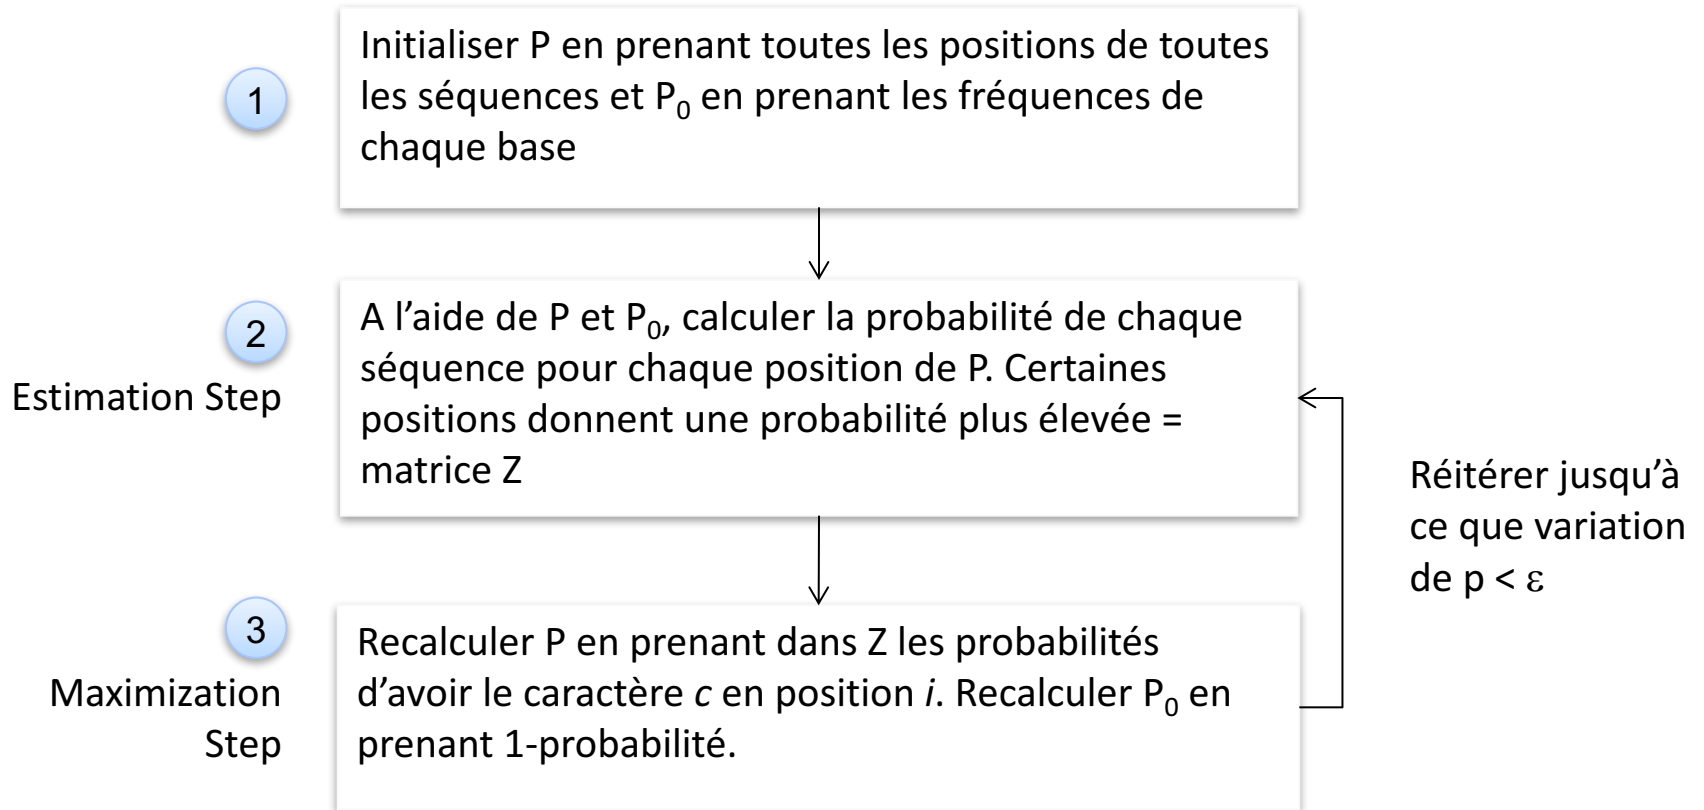 1
Initialiser P en prenant toutes les positions de toutes
les séquences et P₀ en prenant les fréquences de
chaque base
2
Estimation Step
A l’aide de P et P₀, calculer la probabilité de chaque
séquence pour chaque position de P. Certaines
positions donnent une probabilité plus élevée =
matrice Z
Réitérer jusqu’à
ce que variation
de p < ε
3
Maximization
Step
Recalculer P en prenant dans Z les probabilités
d’avoir le caractère c en position i. Recalculer P₀ en
prenant 1-probabilité.